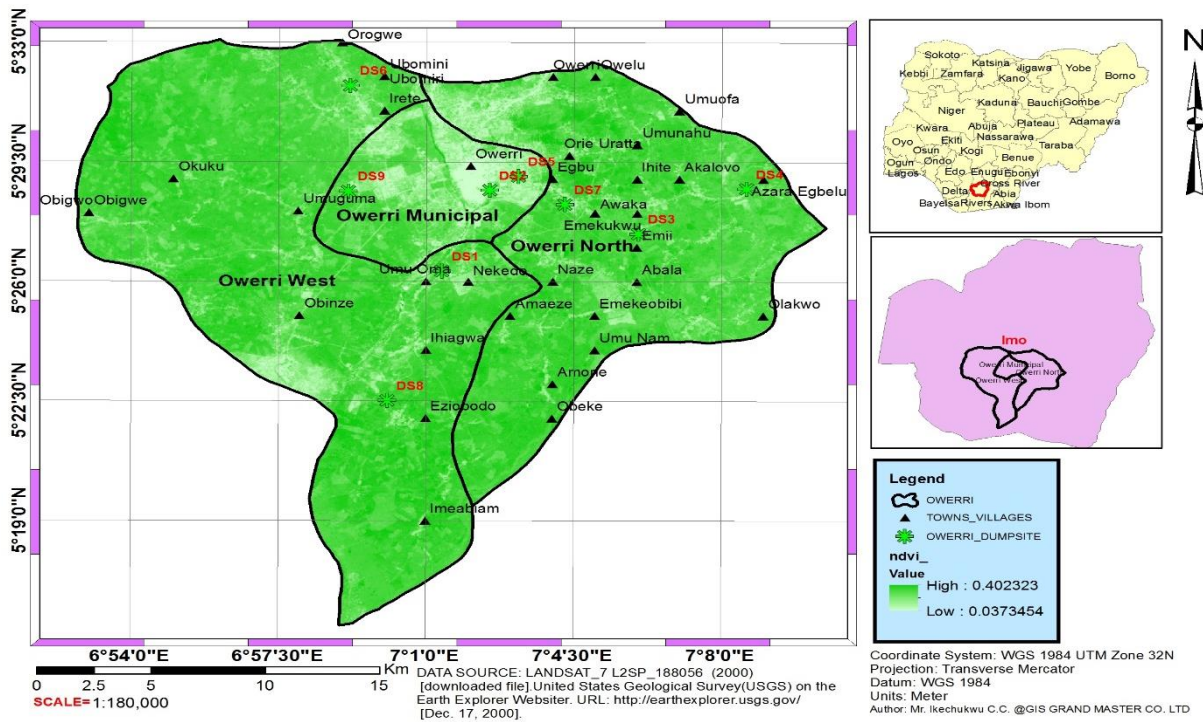 5°33'0"N
5°29'30"N
5°26'0"N
5°22'30"N
5°19'0"N
Orogwe
DS6
Ubomini
Ubomiri
Irete
OwerriOwelu
Umuofa
Umunahu
Orie Uratta
Owerri
DS5
Egbu
Ihite
Akalovo
DS4
Azara Egbelu
Okuku
DS9
DS2
DS7
ObigwoObigwe
Umuguma
Owerri Municipal
Awaka
Emekukwu
DS3
Owerri North
Emii
DS1
Owerri West
Umu Oma
Nekede
Naze
Abala
Obinze
Amaeze
Emekeobibi
Olakwo
Ihiagwa
Umu Nam
DS8
Amorie
Eziobodo
Obeke
Imeabiam
6°54'0"E
6°57'30"E
7°1'0"E
7°4'30"E
7°8'0"E
Km
0
2.5
5
10
15
SCALE=1:180,000
DATA SOURCE: LANDSAT_7 L2SP_188056 (2000)
[downloaded file].United States Geological Survey(USGS) on the
Earth Explorer Websiter. URL: http://earthexplorer.usgs.gov/
[Dec. 17, 2000].
N
Sokoto
Katsina
Jigawa
Yobe
Borno
Kebbi
Zamfara
Kano
Kaduna
Bauchi
Gombe
Niger
Adamawa
Plateau
Kwara
Abuja
Nassarawa
Oyo
Ekiti
Taraba
Osun
Kogi
Ogun
Ondo
Benue
Lagos
Edo
Enugu
Ebonyi
Cross River
Delta
Abia
Bayelsa
Rivers
Akwa Ibom
Imo
Owerri Municipal
Owerri North
Owerri West
Legend
OWERRI
TOWNS_VILLAGES
OWERRI_DUMPSITE
ndvi_
Value
High : 0.402323
Low : 0.0373454
Coordinate System: WGS 1984 UTM Zone 32N
Projection: Transverse Mercator
Datum: WGS 1984
Units: Meter
Author: Mr. Ikechukwu C.C. @GIS GRAND MASTER CO. LTD